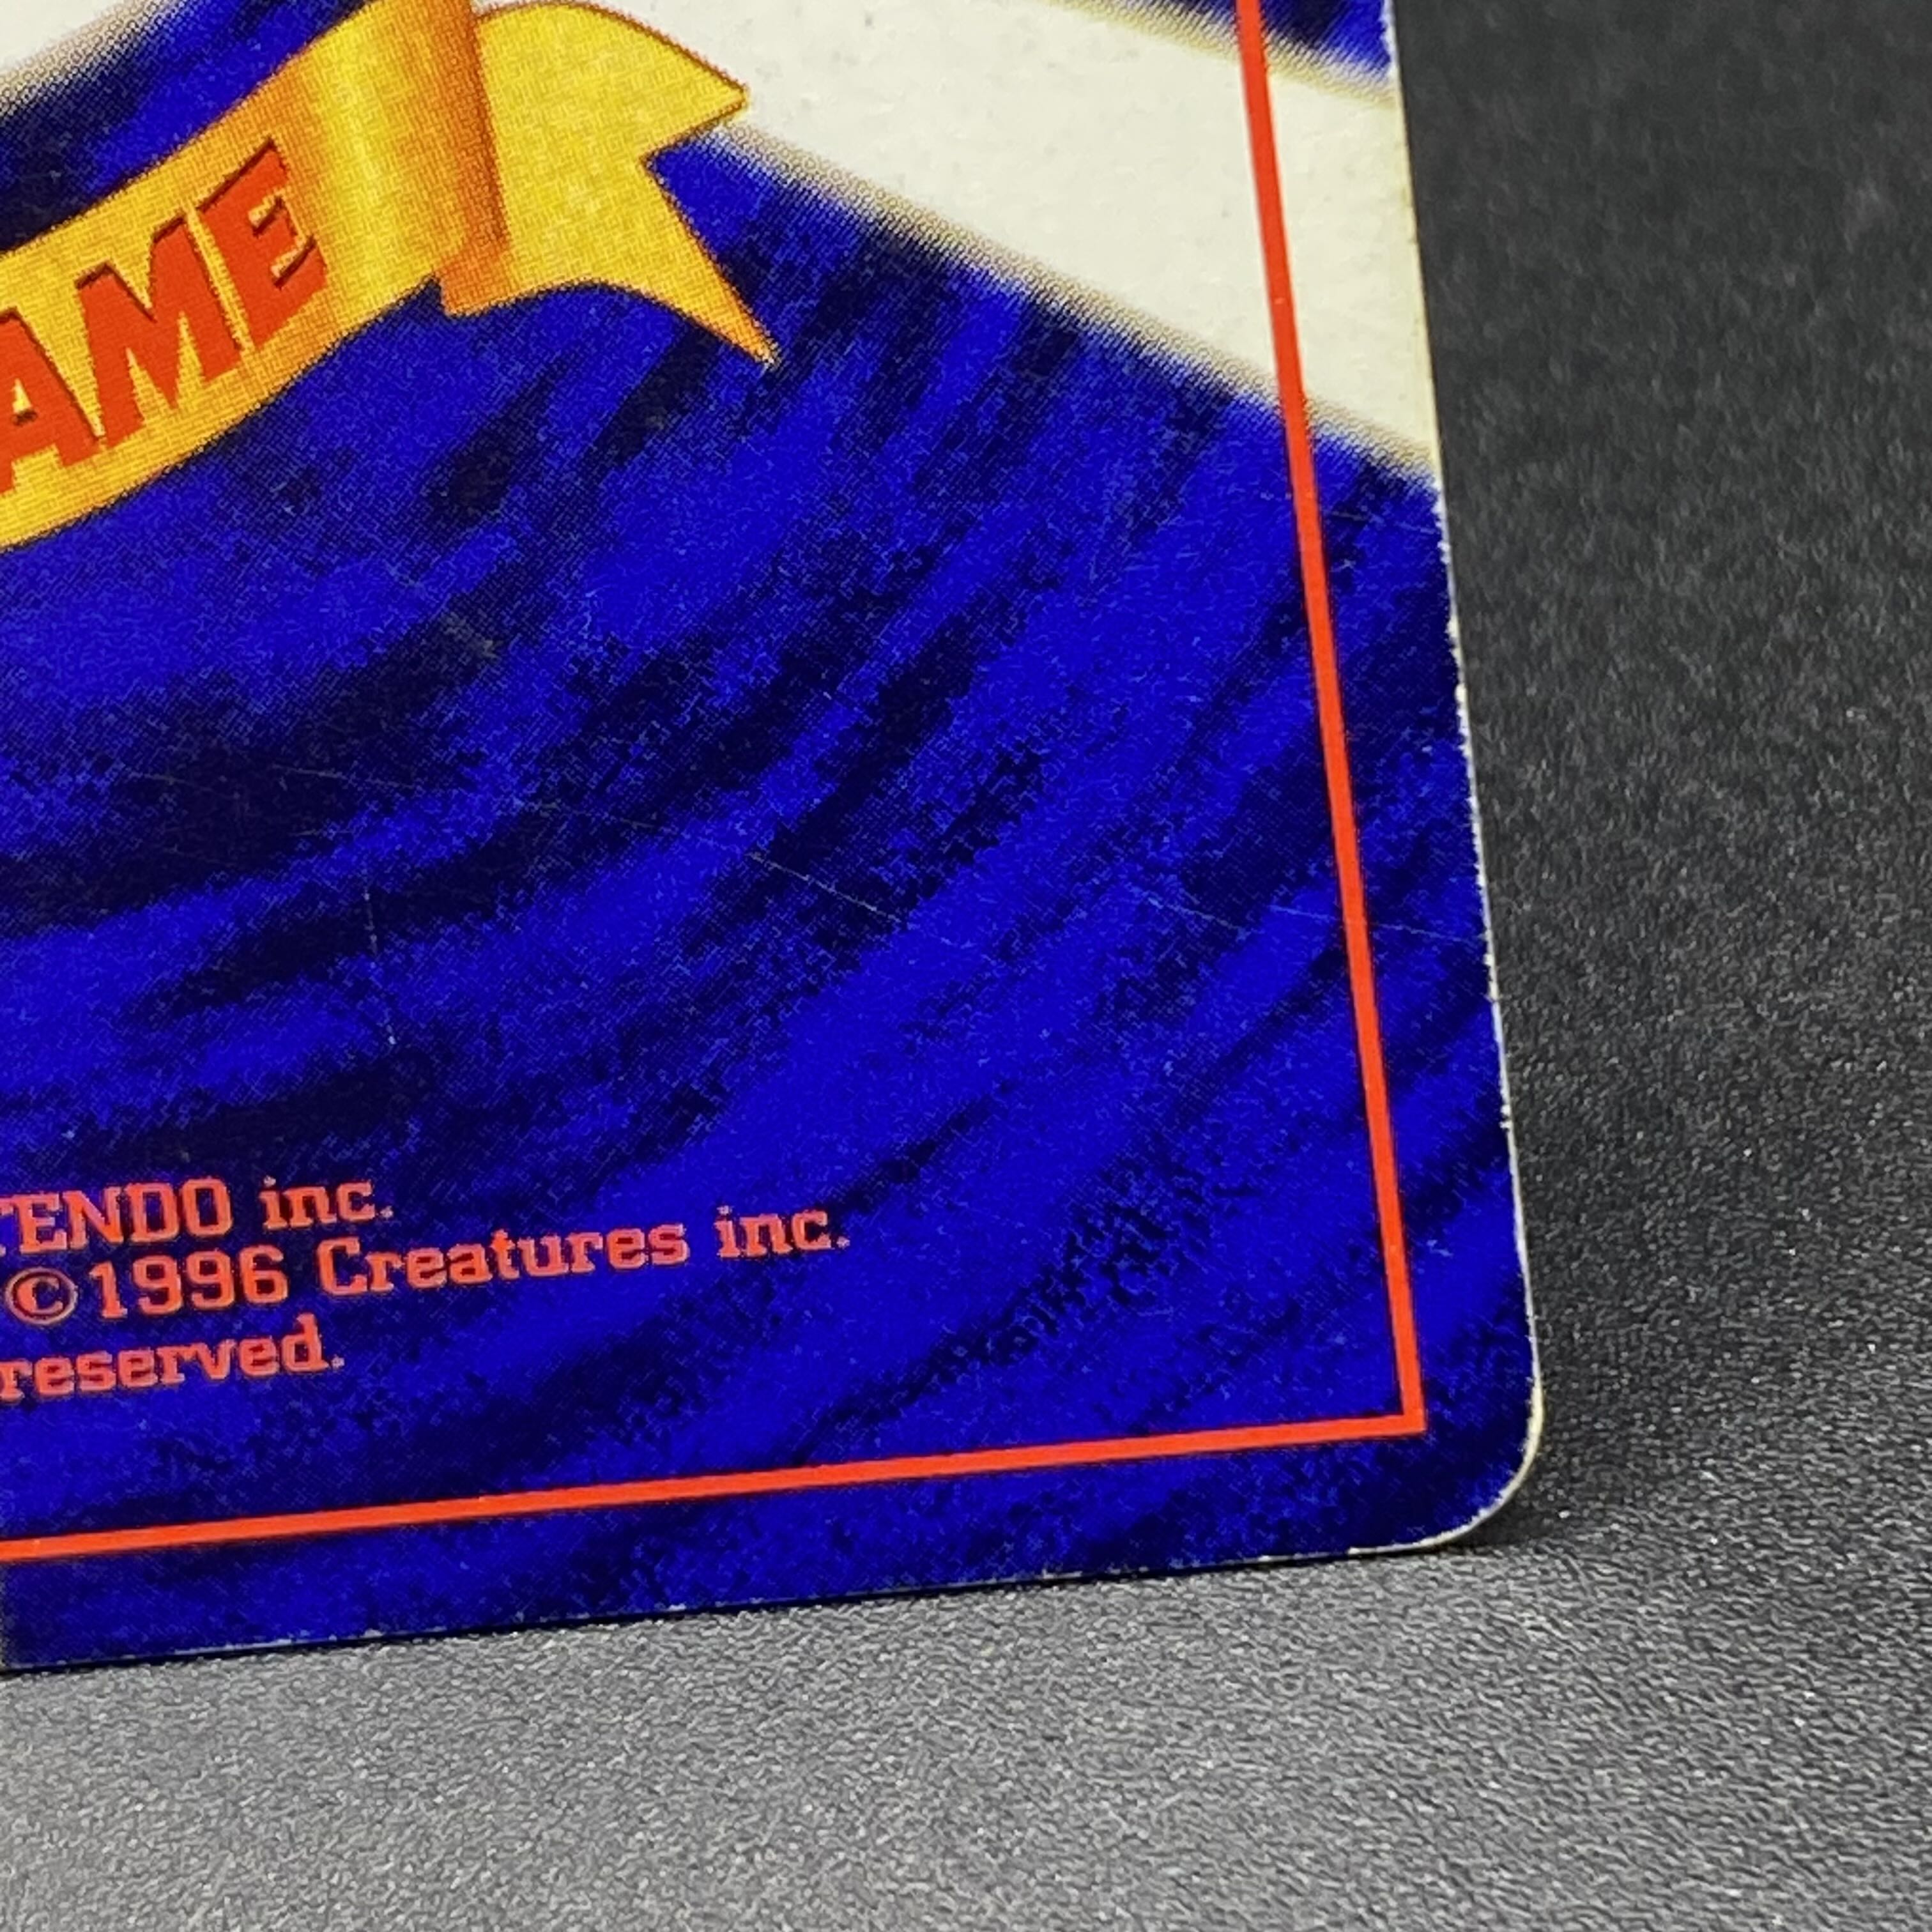 AME
TENDO inc.
©1996 Creatures inc.
reserved.